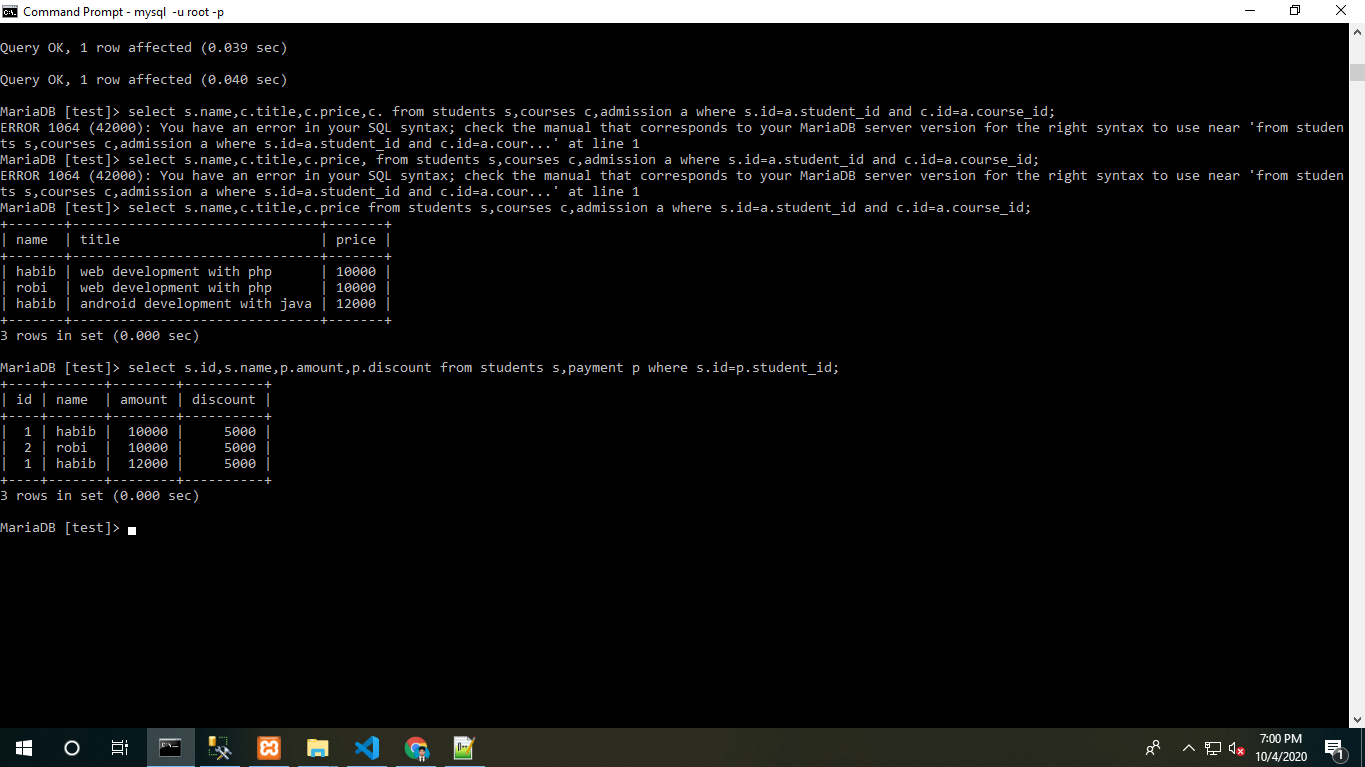 Command Prompt - mysql  -u root -p
Query OK, 1 row affected (0.039 sec)
Query OK, 1 row affected (0.040 sec)
MariaDB [test]> select s.name,c.title,c.price,c. from students s,courses c,admission a where s.id=a.student_id and c.id=a.course_id;
ERROR 1064 (42000): You have an error in your SQL syntax; check the manual that corresponds to your MariaDB server version for the right syntax to use near 'from studen
ts s,courses c,admission a where s.id=a.student_id and c.id=a.cour...' at line 1
MariaDB [test]> select s.name,c.title,c.price, from students s,courses c,admission a where s.id=a.student_id and c.id=a.course_id;
ERROR 1064 (42000): You have an error in your SQL syntax; check the manual that corresponds to your MariaDB server version for the right syntax to use near 'from studen
ts s,courses c,admission a where s.id=a.student_id and c.id=a.cour...' at line 1
MariaDB [test]> select s.name,c.title,c.price from students s,courses c,admission a where s.id=a.student_id and c.id=a.course_id;
+-------+-------------------------------+-------+
| name  | title                         | price |
+-------+-------------------------------+-------+
| habib | web development with php      | 10000 |
| robi  | web development with php      | 10000 |
| habib | android development with java | 12000 |
+-------+-------------------------------+-------+
3 rows in set (0.000 sec)
MariaDB [test]> select s.id,s.name,p.amount,p.discount from students s,payment p where s.id=p.student_id;
+----+-------+--------+----------+
| id | name  | amount | discount |
+----+-------+--------+----------+
|  1 | habib |  10000 |     5000 |
|  2 | robi  |  10000 |     5000 |
|  1 | habib |  12000 |     5000 |
+----+-------+--------+----------+
3 rows in set (0.000 sec)
MariaDB [test]>
7:00 PM
10/4/2020
1